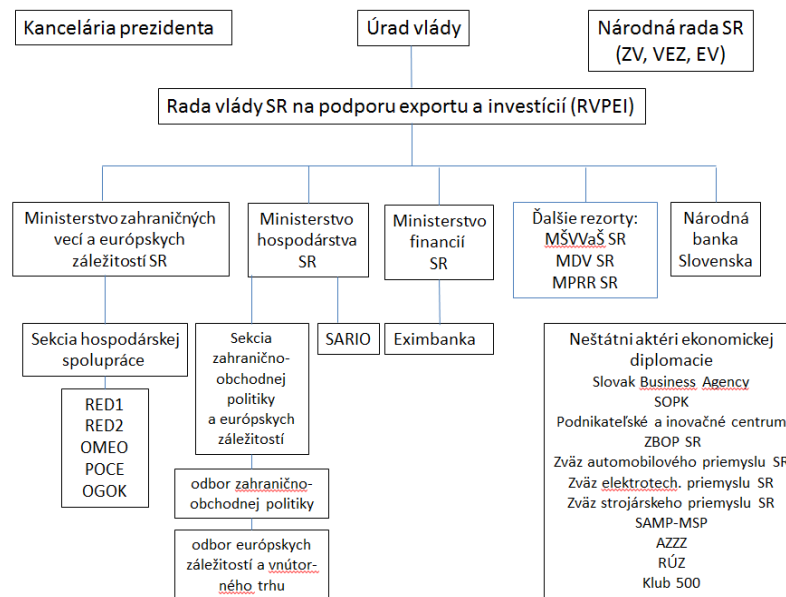 Kancelária prezidenta
Úrad vlády
Národná rada SR
(ZV, VEZ, EV)
Rada vlády SR na podporu exportu a investícií (RVPEI)
Ministerstvo zahraničných
vecí a európskych
záležitostí SR
Ministerstvo
hospodárstva
SR
Ministerstvo
financií
SR
Ďalšie rezorty:
MŠVVaŠ SR
MDV SR
MPRR SR
Národná
banka
Slovenska
Sekcia hospodárskej
spolupráce
RED1
RED2
OMEO
POCE
OGOK
Sekcia
zahranično-
obchodnej
politiky
a európskych
záležitostí
SARIO
Eximbanka
odbor zahranično-
obchodnej politiky
odbor európskych
záležitostí a vnútor-
ného trhu
Neštátni aktéri ekonomickej
diplomacie
Slovak Business Agency
SOPK
Podnikateľské a inovačné centrum
ZBOP SR
Zväz automobilového priemyslu SR
Zväz elektrotech. priemyslu SR
Zväz strojárskeho priemyslu SR
SAMP-MSP
AZZZ
RÚZ
Klub 500